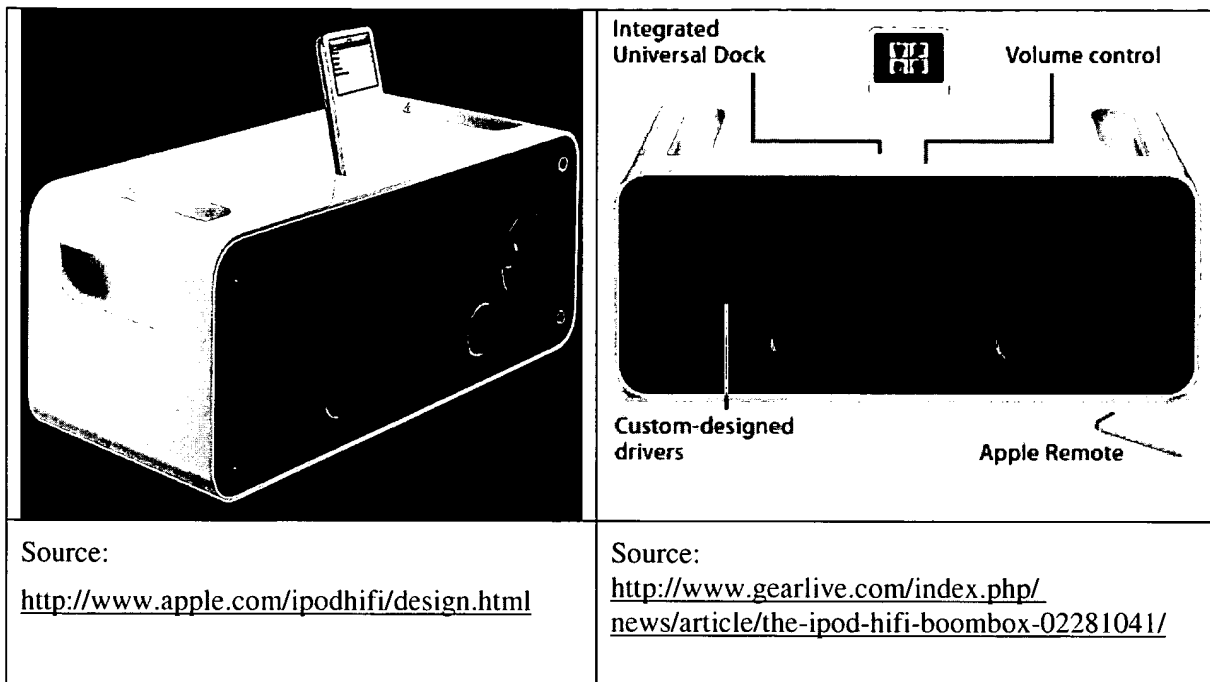 Integrated
Universal Dock
Volume control
Custom-designed
drivers
Apple Remote
Source:
http://www.apple.com/ipodhifi/design.html
Source:
http://www.gearlive.com/index.php/
news/article/the-ipod-hifi-boombox-02281041/